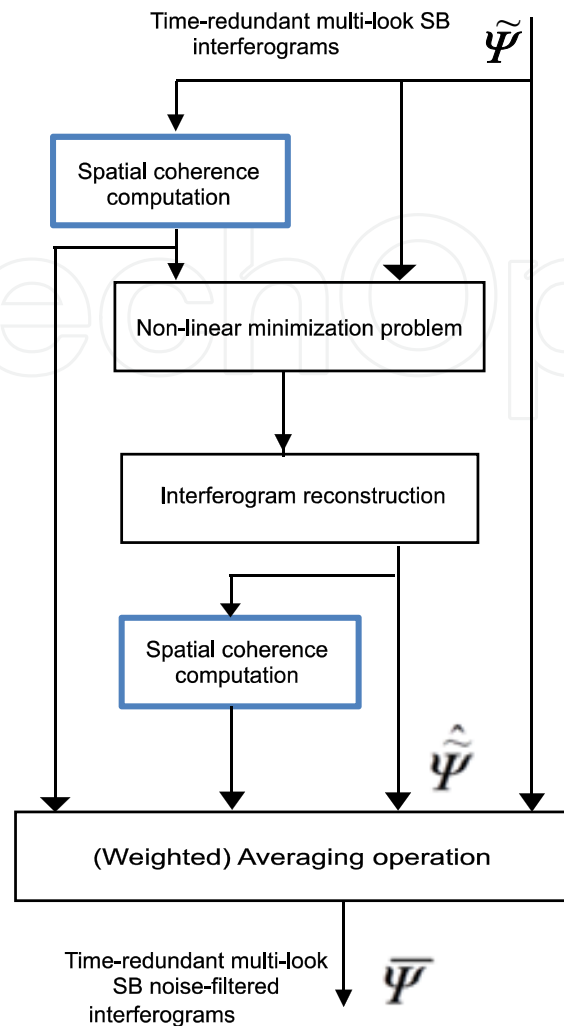 Time-redundant multi-look SB
interferograms
Ψ̃
Spatial coherence
computation
Non-linear minimization problem
Interferogram reconstruction
Spatial coherence
computation
Ψ̃̂
(Weighted) Averaging operation
Time-redundant multi-look
SB noise-filtered
interferograms
Ψ̅